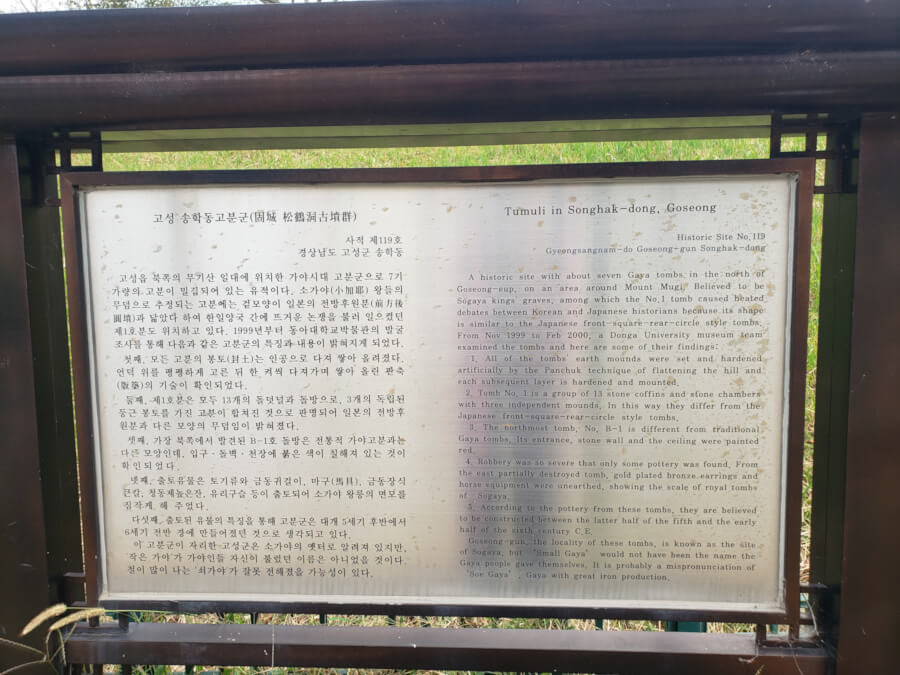 고성 송학동고분군(固城 松鶴洞古墳群)
사적 제119호
경상남도 고성군 송학동
고성읍 북쪽의 무기산 일대에 위치한 가야시대 고분군으로 7기
가량의 고분이 밀집되어 있는 유적이다. 소가야(小加耶) 왕들의
무덤으로 추정되는 고분에는 겉모양이 일본의 전방후원분(前方後
圓墳)과 닮았다 하여 한일양국 간에 뜨거운 논쟁을 불러 일으켰던
제1호분도 위치하고 있다. 1999년부터 동아대학교박물관의 발굴
조사를 통해 다음과 같은 고분군의 특징과 내용이 밝혀지게 되었다.
첫째, 모든 고분의 봉토(封土)는 인공으로 다져 쌓아 올려졌다.
언덕 위를 평평하게 고른 뒤 한 켜씩 다져가며 쌓아 올린 판축
(版築)의 기술이 확인되었다.
둘째, 제1호분은 모두 13개의 돌덧널과 돌방으로, 3개의 독립된
둥근 봉토를 가진 고분이 합쳐진 것으로 판명되어 일본의 전방후
원분과 다른 모양의 무덤임이 밝혀졌다.
셋째, 가장 북쪽에서 발견된 B-1호 돌방은 전통적 가야고분과는
다른 모양인데, 입구·돌벽·천장에 붉은 색이 칠해져 있는 것이
확인되었다.
넷째, 출토유물은 토기류와 금동귀걸이, 마구(馬具), 금동장식
큰칼, 청동제높은잔, 유리구슬 등이 출토되어 소가야 왕릉의 면모를
짐작케 해 주었다.
다섯째, 출토된 유물의 특징을 통해 고분군은 대개 5세기 후반에서
6세기 전반 경에 만들어졌던 것으로 생각되고 있다.
이 고분군이 자리한 고성군은 소가야의 옛터로 알려져 있지만,
'작은 가야'가 가야인들 자신이 불렀던 이름은 아니었을 것이다.
철이 많이 나는 '쇠가야'가 잘못 전해졌을 가능성이 있다.
Tumuli in Songhak-dong, Goseong
Historic Site No.119
Gyeongsangnam-do Goseong-gun Songhak-dong
A historic site with about seven Gaya tombs in the north of
Goseong-eup, on an area around Mount Mugi. Believed to be
Sogaya kings' graves, among which the No.1 tomb caused heated
debates between Korean and Japanese historians because its shape
is similar to the Japanese front-square-rear-circle style tombs.
From Nov 1999 to Feb 2000, a Donga University museum team
examined the tombs and here are some of their findings:
1. All of the tombs' earth mounds were set and hardened
artificially by the Panchuk technique of flattening the hill and
each subsequent layer is hardened and mounted.
2. Tomb No. 1 is a group of 13 stone coffins and stone chambers
with three independent mounds. In this way they differ from the
Japanese front-square-rear-circle style tombs.
3. The northmost tomb, No. B-1 is different from traditional
Gaya tombs. Its entrance, stone wall and the ceiling were painted
red.
4. Robbery was so severe that only some pottery was found. From
the east partially destroyed tomb, gold plated bronze earrings and
horse equipment were unearthed, showing the scale of royal tombs
of Sogaya.
5. According to the pottery from these tombs, they are believed
to be constructed between the latter half of the fifth and the early
half of the sixth century C.E.
Goseong-gun, the locality of these tombs, is known as the site
of Sogaya, but 'Small Gaya' would not have been the name the
Gaya people gave themselves. It is probably a mispronunciation of
'Soe Gaya', Gaya with great iron production.